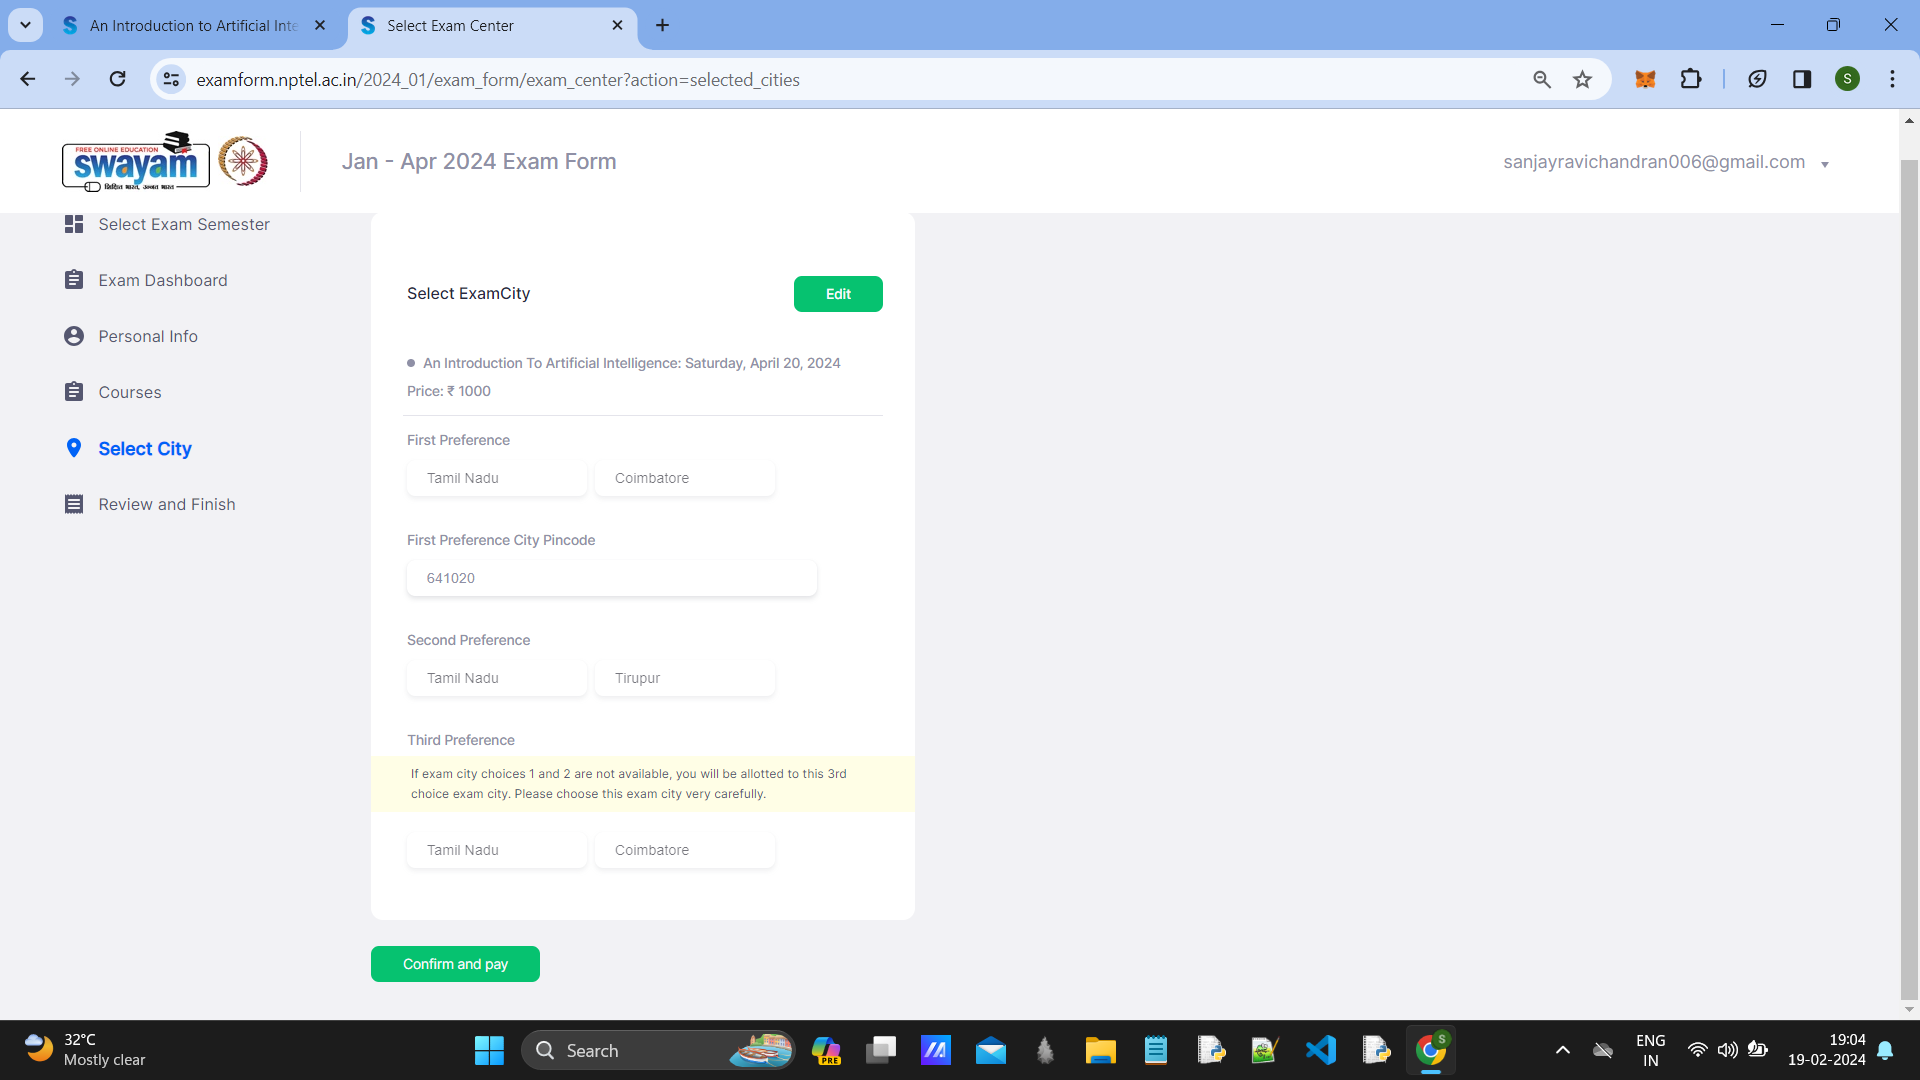 An Introduction to Artificial Inte
Select Exam Center
examform.nptel.ac.in/2024_01/exam_form/exam_center?action=selected_cities
S
FREE ONLINE EDUCATION
swayam
शिक्षित भारत, उन्नत भारत
Jan - Apr 2024 Exam Form
sanjayravichandran006@gmail.com
Select Exam Semester
Exam Dashboard
Personal Info
Courses
Select City
Review and Finish
Select ExamCity
Edit
An Introduction To Artificial Intelligence: Saturday, April 20, 2024
Price: ₹ 1000
First Preference
Tamil Nadu Coimbatore
First Preference City Pincode
641020
Second Preference
Tamil Nadu Tirupur
Third Preference
If exam city choices 1 and 2 are not available, you will be allotted to this 3rd
choice exam city. Please choose this exam city very carefully.
Tamil Nadu Coimbatore
Confirm and pay
32°C
Mostly clear
Search
PRE
S
ENG
IN
19:04
19-02-2024